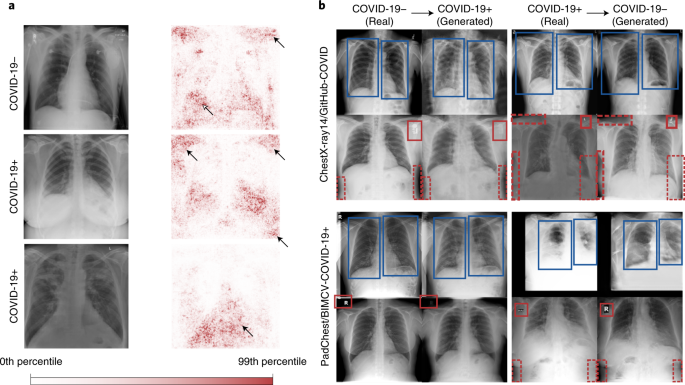 a
COVID-19–
COVID-19+
COVID-19+
0th percentile
99th percentile
b
COVID-19–
(Real)
COVID-19+
(Generated)
COVID-19+
(Real)
COVID-19–
(Generated)
ChestX-ray14/GitHub-COVID
PadChest/BIMCV-COVID-19+
R
R
R